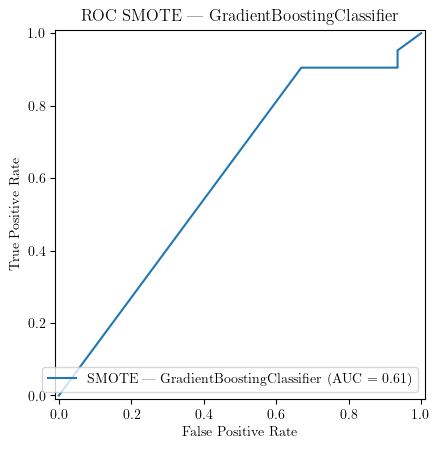 ROC SMOTE — GradientBoostingClassifier
1.0
0.8
0.6
0.4
0.2
0.0
True Positive Rate
SMOTE — GradientBoostingClassifier (AUC = 0.61)
0.0 0.2 0.4 0.6 0.8 1.0
False Positive Rate